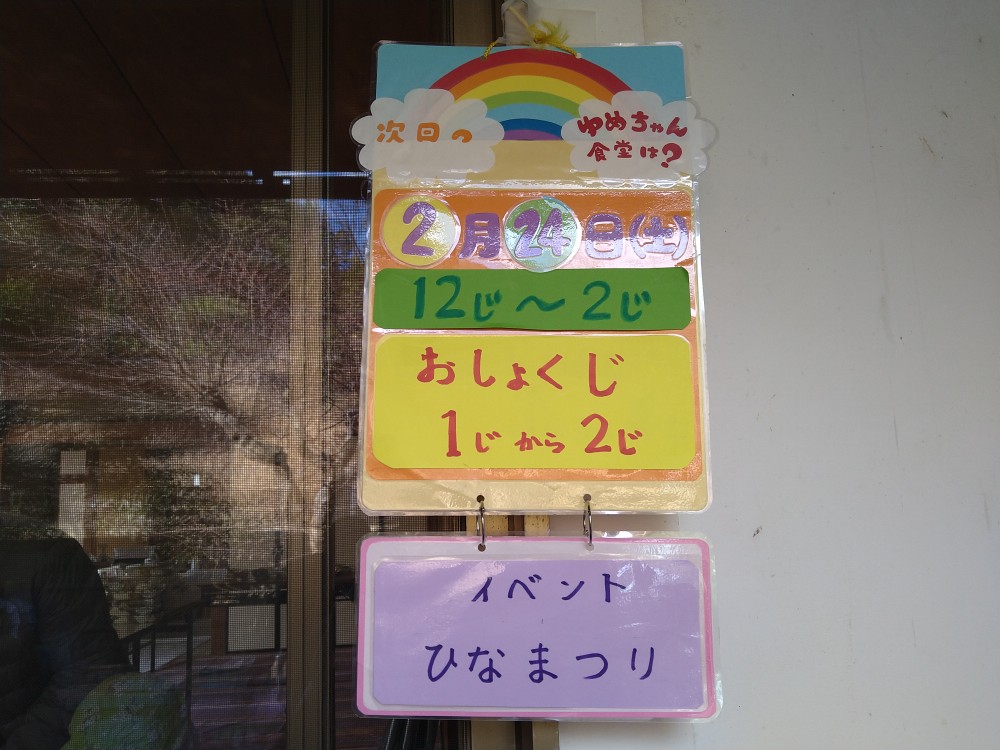 次回の
ゆめちゃん
食堂は?
2月24日(土)
12じ～2じ
おしょくじ
1じから2じ
イベント
ひなまつり